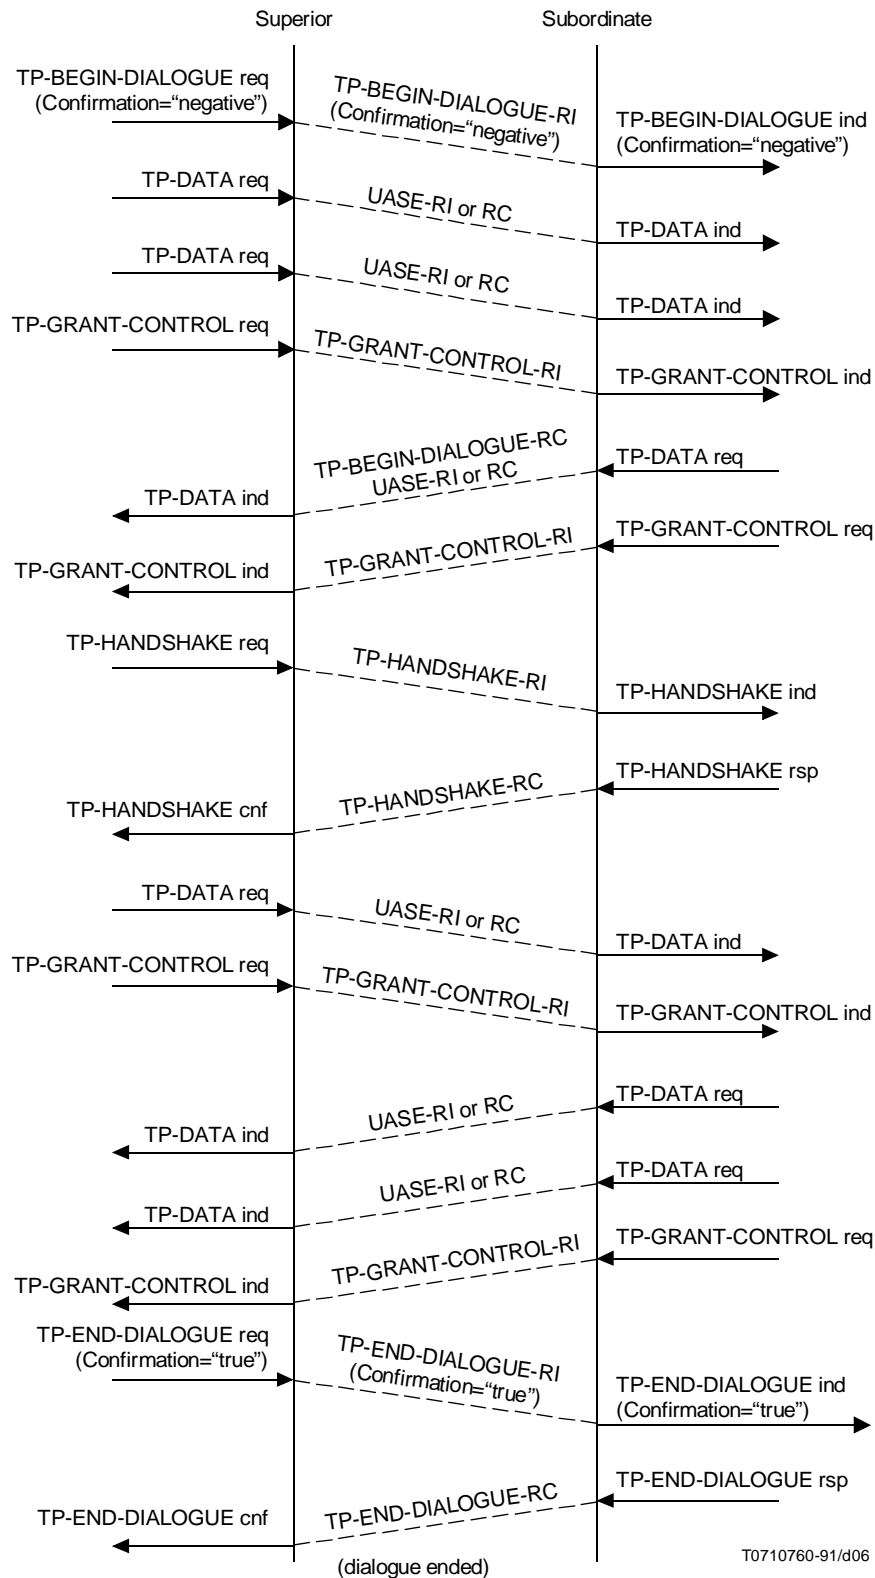 Superior
Subordinate
TP-BEGIN-DIALOGUE req
(Confirmation=“negative”)
TP-BEGIN-DIALOGUE-RI
(Confirmation=“negative”)
TP-BEGIN-DIALOGUE ind
(Confirmation=“negative”)
TP-DATA req
UASE-RI or RC
TP-DATA ind
TP-DATA req
UASE-RI or RC
TP-DATA ind
TP-GRANT-CONTROL req
TP-GRANT-CONTROL-RI
TP-GRANT-CONTROL ind
TP-BEGIN-DIALOGUE-RC
UASE-RI or RC
TP-DATA req
TP-DATA ind
TP-GRANT-CONTROL req
TP-GRANT-CONTROL-RI
TP-GRANT-CONTROL ind
TP-HANDSHAKE req
TP-HANDSHAKE-RI
TP-HANDSHAKE ind
TP-HANDSHAKE rsp
TP-HANDSHAKE-RC
TP-HANDSHAKE cnf
TP-DATA req
UASE-RI or RC
TP-DATA ind
TP-GRANT-CONTROL req
TP-GRANT-CONTROL-RI
TP-GRANT-CONTROL ind
TP-DATA req
UASE-RI or RC
TP-DATA ind
TP-DATA req
UASE-RI or RC
TP-DATA ind
TP-GRANT-CONTROL req
TP-GRANT-CONTROL-RI
TP-GRANT-CONTROL ind
TP-END-DIALOGUE req
(Confirmation=“true”)
TP-END-DIALOGUE-RI
(Confirmation=“true”)
TP-END-DIALOGUE ind
(Confirmation=“true”)
TP-END-DIALOGUE rsp
TP-END-DIALOGUE-RC
TP-END-DIALOGUE cnf
(dialogue ended)
T0710760-91/d06